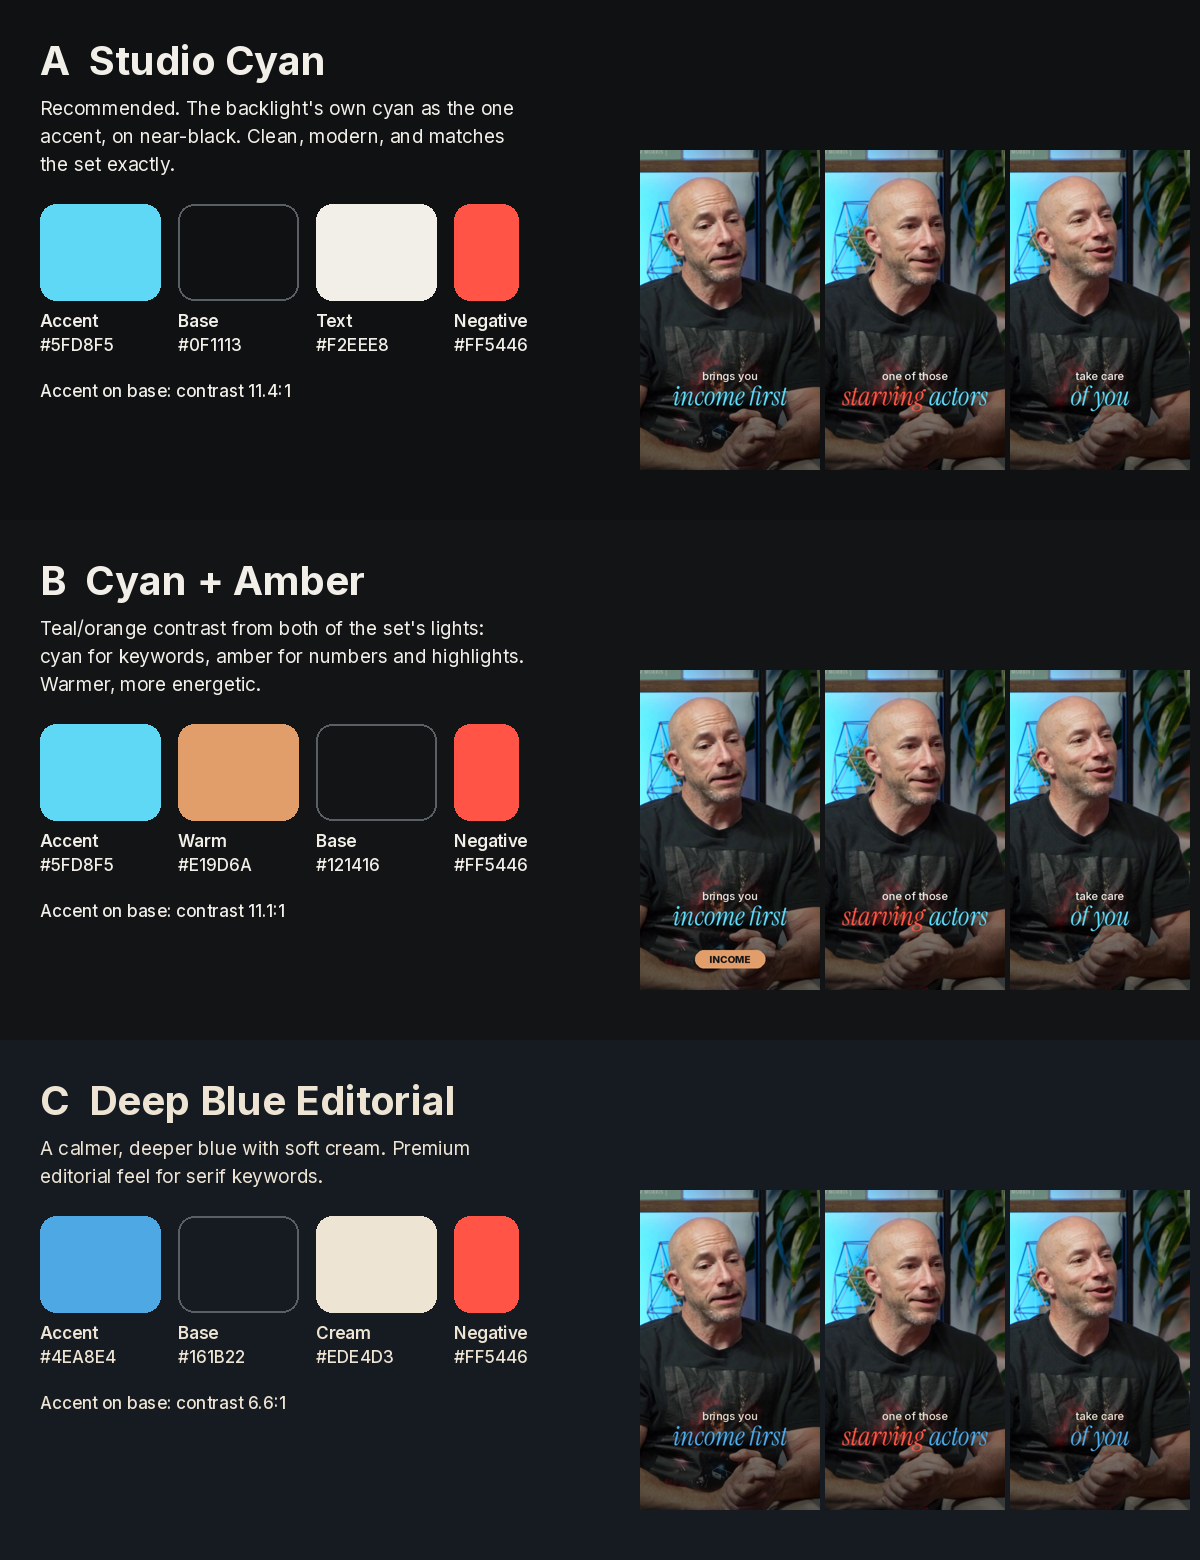 A Studio Cyan
Recommended. The backlight's own cyan as the one
accent, on near-black. Clean, modern, and matches
the set exactly.
Accent
#5FD8F5
Base
#0F1113
Text
#F2EEE8
Negative
#FF5446
Accent on base: contrast 11.4:1
brings you
income first
one of those
starving actors
take care
of you
B Cyan + Amber
Teal/orange contrast from both of the set's lights:
cyan for keywords, amber for numbers and highlights.
Warmer, more energetic.
Accent
#5FD8F5
Warm
#E19D6A
Base
#121416
Negative
#FF5446
Accent on base: contrast 11.1:1
brings you
income first
INCOME
one of those
starving actors
take care
of you
C Deep Blue Editorial
A calmer, deeper blue with soft cream. Premium
editorial feel for serif keywords.
Accent
#4EA8E4
Base
#161B22
Cream
#EDE4D3
Negative
#FF5446
Accent on base: contrast 6.6:1
brings you
income first
one of those
starving actors
take care
of you